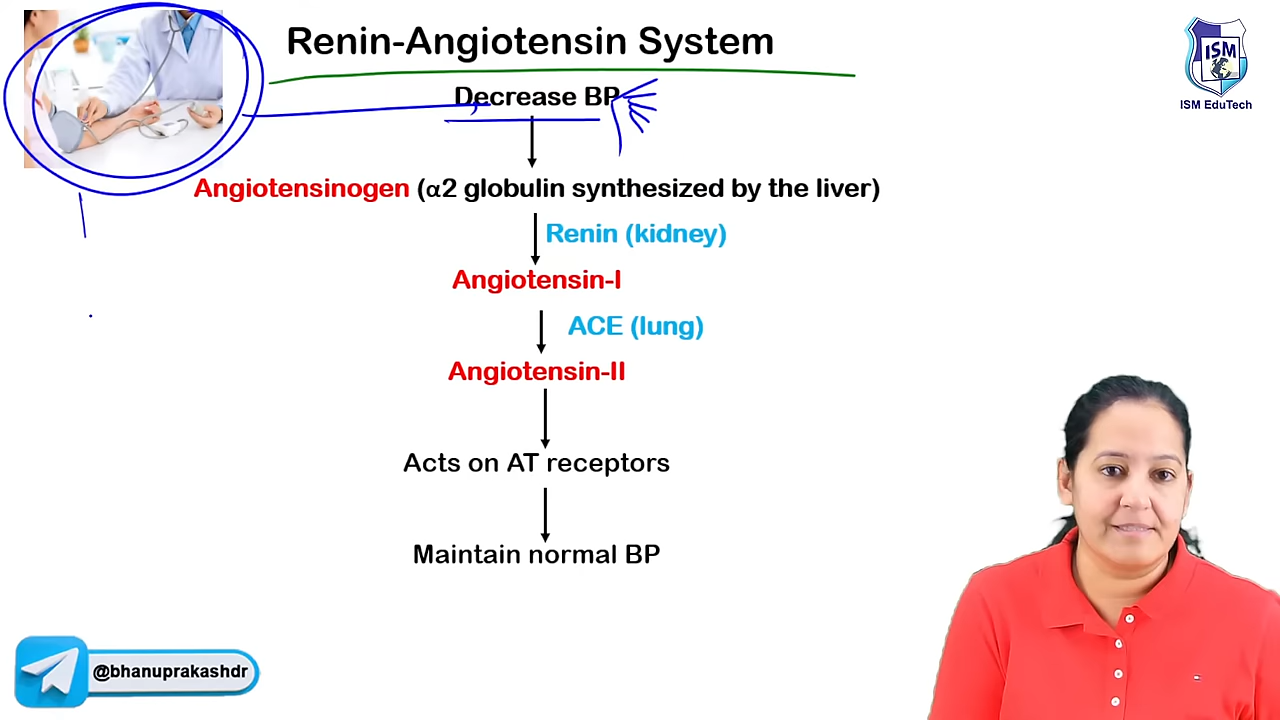 Renin-Angiotensin System
ISM
ISM EduTech
Decrease BP
Angiotensinogen (α2 globulin synthesized by the liver)
Renin (kidney)
Angiotensin-I
ACE (lung)
Angiotensin-II
Acts on AT receptors
Maintain normal BP
@bhanuprakashdr